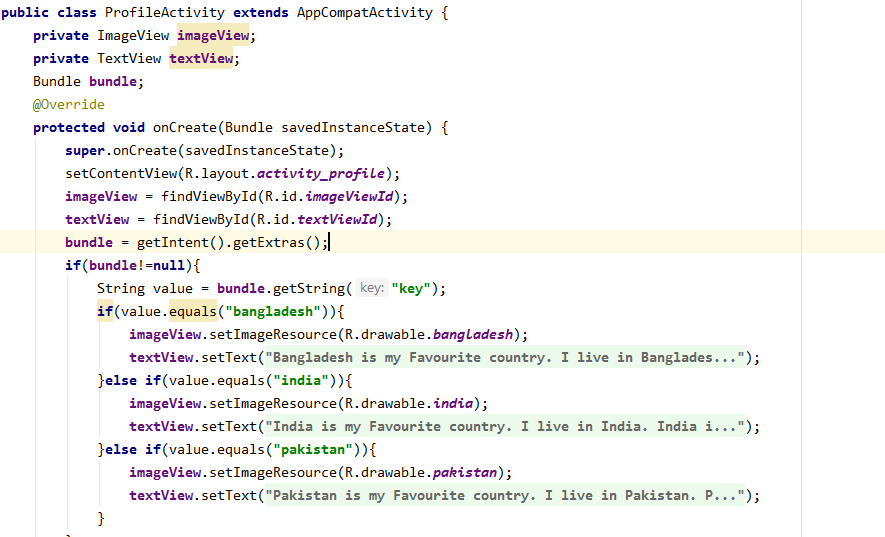 public class ProfileActivity extends AppCompatActivity {
    private ImageView imageView;
    private TextView textView;
    Bundle bundle;
    @Override
    protected void onCreate(Bundle savedInstanceState) {
        super.onCreate(savedInstanceState);
        setContentView(R.layout.activity_profile);
        imageView = findViewById(R.id.imageViewId);
        textView = findViewById(R.id.textViewId);
        bundle = getIntent().getExtras();
        if(bundle!=null){
            String value = bundle.getString( key: "key");
            if(value.equals("bangladesh")){
                imageView.setImageResource(R.drawable.bangladesh);
                textView.setText("Bangladesh is my Favourite country. I live in Banglades...");
            }else if(value.equals("india")){
                imageView.setImageResource(R.drawable.india);
                textView.setText("India is my Favourite country. I live in India. India i...");
            }else if(value.equals("pakistan")){
                imageView.setImageResource(R.drawable.pakistan);
                textView.setText("Pakistan is my Favourite country. I live in Pakistan. P...");
            }